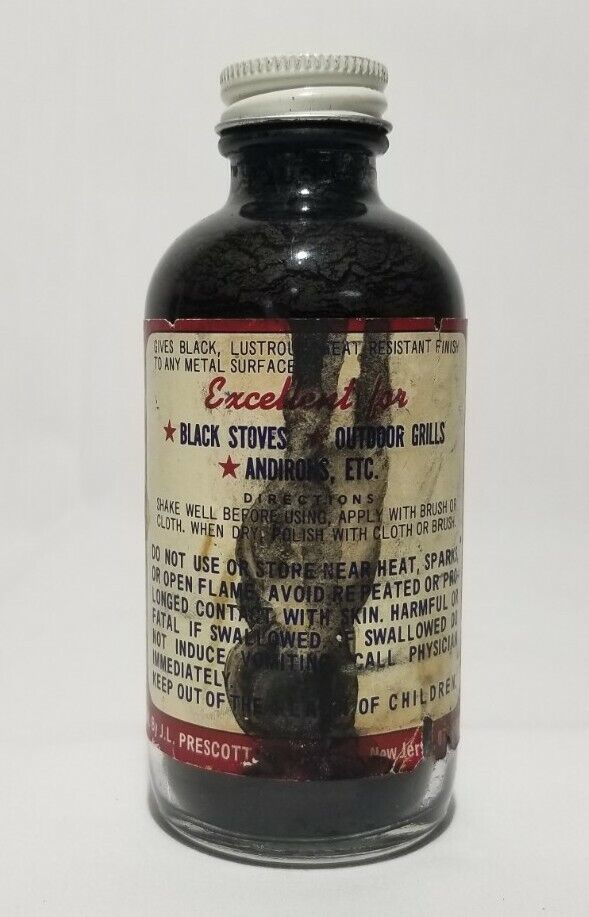 GIVES BLACK, LUSTROU HEAT RESISTANT FINISH
TO ANY METAL SURFACE
Excellent for
★ BLACK STOVES ★ OUTDOOR GRILLS
★ ANDIRONS, ETC.
DIRECTIONS
SHAKE WELL BEFORE USING, APPLY WITH BRUSH OR
CLOTH. WHEN DRY, POLISH WITH CLOTH OR BRUSH.
DO NOT USE OR STORE NEAR HEAT, SPARKS,
OR OPEN FLAME. AVOID REPEATED OR PRO-
LONGED CONTACT WITH SKIN. HARMFUL OR
FATAL IF SWALLOWED. IF SWALLOWED DO
NOT INDUCE VOMITING. CALL PHYSICIAN
IMMEDIATELY
KEEP OUT OF THE REACH OF CHILDREN.
By J.L. PRESCOTT New Jers